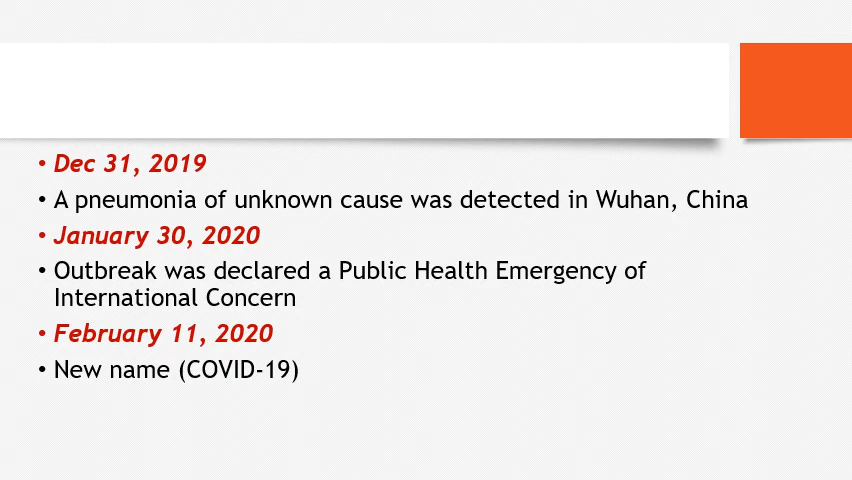 • Dec 31, 2019
• A pneumonia of unknown cause was detected in Wuhan, China
• January 30, 2020
• Outbreak was declared a Public Health Emergency of
International Concern
• February 11, 2020
• New name (COVID-19)